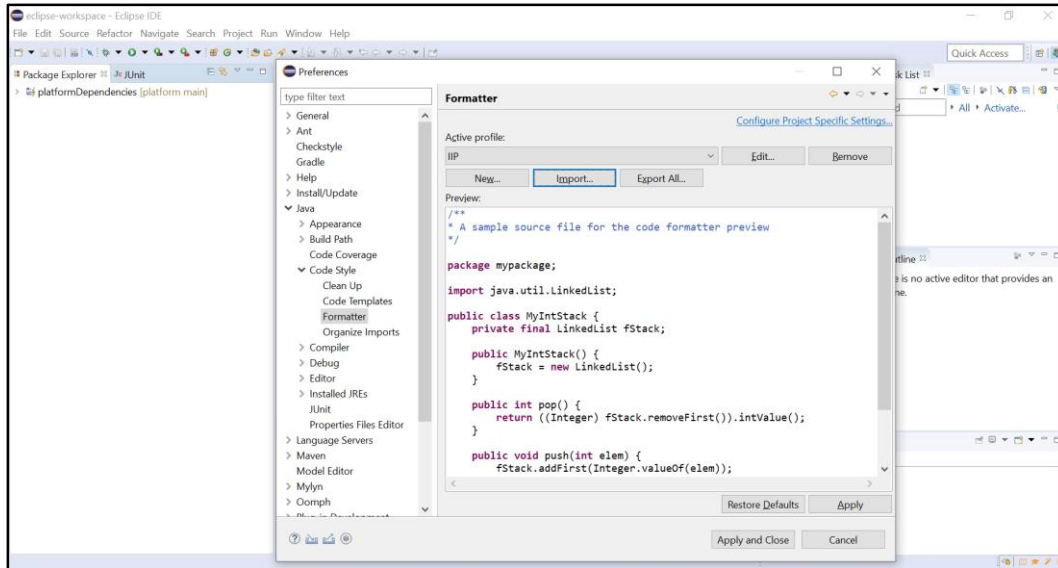 eclipse-workspace - Eclipse IDE
File Edit Source Refactor Navigate Search Project Run Window Help
Quick Access
Package Explorer JUnit
platformDependencies [platform main]
Preferences
type filter text
General
Ant
Checkstyle
Gradle
Help
Install/Update
Java
Appearance
Build Path
Code Coverage
Code Style
Clean Up
Code Templates
Formatter
Organize Imports
Compiler
Debug
Editor
Installed JREs
JUnit
Properties Files Editor
Language Servers
Maven
Model Editor
Mylyn
Oomph
Formatter
Configure Project Specific Settings...
Active profile:
IIP
Edit... Remove
New... Import... Export All...
Preview:
/**
* A sample source file for the code formatter preview
*/
package mypackage;
import java.util.LinkedList;
public class MyIntStack {
private final LinkedList fStack;
public MyIntStack() {
fStack = new LinkedList();
}
public int pop() {
return ((Integer) fStack.removeFirst()).intValue();
}
public void push(int elem) {
fStack.addFirst(Integer.valueOf(elem));
Restore Defaults Apply
Apply and Close Cancel
List
All Activate...
is no active editor that provides an